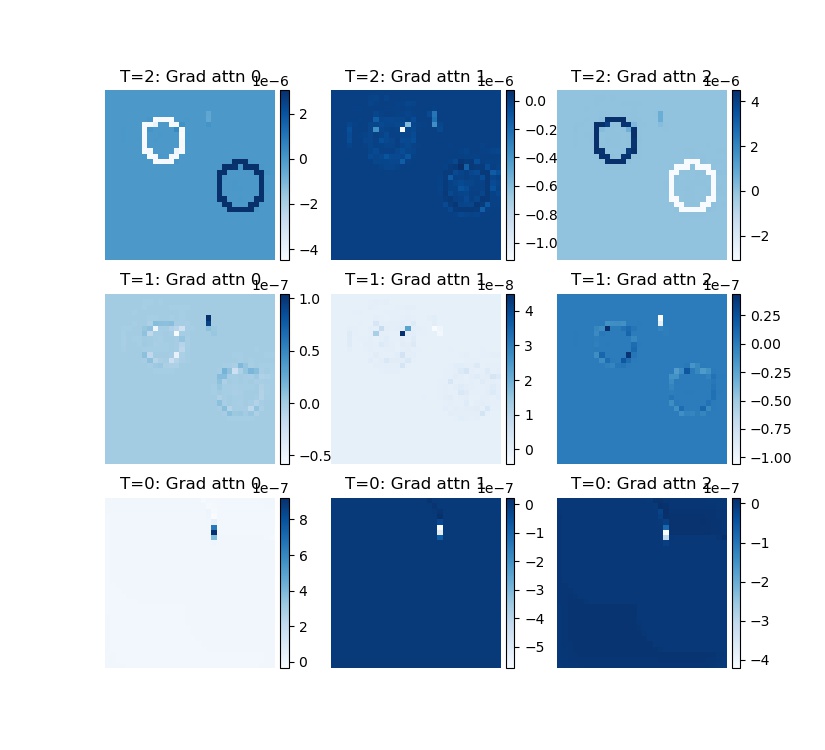 T=2: Grad attn 0
1e−6
2
0
−2
−4
T=2: Grad attn 1
1e−6
0.0
−0.2
−0.4
−0.6
−0.8
−1.0
T=2: Grad attn 2
1e−6
4
2
0
−2
T=1: Grad attn 0
1e−7
1.0
0.5
0.0
−0.5
T=1: Grad attn 1
1e−8
4
3
2
1
0
T=1: Grad attn 2
1e−7
0.25
0.00
−0.25
−0.50
−0.75
−1.00
T=0: Grad attn 0
1e−7
8
6
4
2
0
T=0: Grad attn 1
1e−7
0
−1
−2
−3
−4
−5
T=0: Grad attn 2
1e−7
0
−1
−2
−3
−4